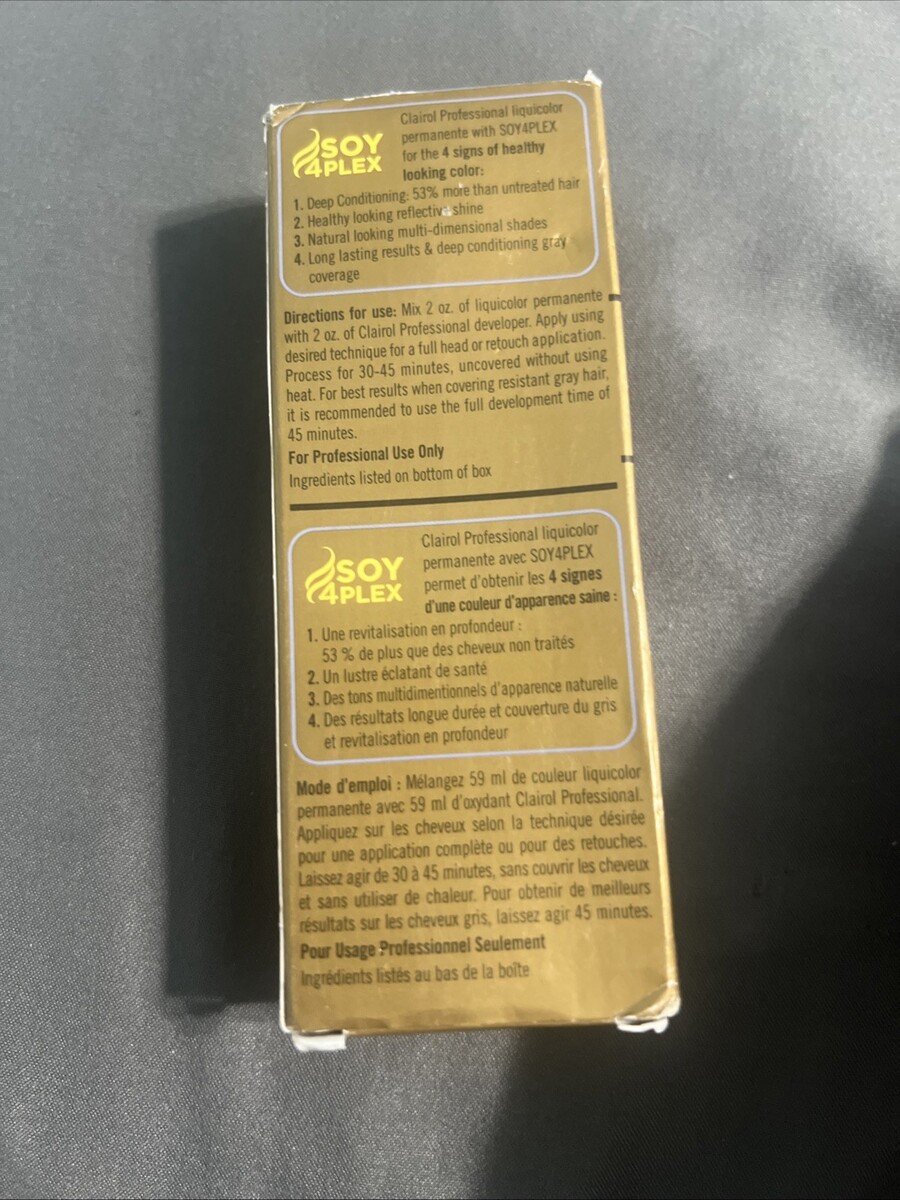 SOY
4PLEX
Clairol Professional liquicolor
permanente with SOY4PLEX
for the 4 signs of healthy
looking color:
1. Deep Conditioning: 53% more than untreated hair
2. Healthy looking reflective shine
3. Natural looking multi-dimensional shades
4. Long lasting results & deep conditioning gray
coverage
Directions for use: Mix 2 oz. of liquicolor permanente
with 2 oz. of Clairol Professional developer. Apply using
desired technique for a full head or retouch application.
Process for 30-45 minutes, uncovered without using
heat. For best results when covering resistant gray hair,
it is recommended to use the full development time of
45 minutes.
For Professional Use Only
Ingredients listed on bottom of box
SOY
4PLEX
Clairol Professional liquicolor
permanente avec SOY4PLEX
permet d'obtenir les 4 signes
d'une couleur d'apparence saine :
1. Une revitalisation en profondeur :
53 % de plus que des cheveux non traités
2. Un lustre éclatant de santé
3. Des tons multidimentionnels d'apparence naturelle
4. Des résultats longue durée et couverture du gris
et revitalisation en profondeur
Mode d'emploi : Mélangez 59 ml de couleur liquicolor
permanente avec 59 ml d'oxydant Clairol Professional.
Appliquez sur les cheveux selon la technique désirée
pour une application complète ou pour des retouches.
Laissez agir de 30 à 45 minutes, sans couvrir les cheveux
et sans utiliser de chaleur. Pour obtenir de meilleurs
résultats sur les cheveux gris, laissez agir 45 minutes.
Pour Usage Professionnel Seulement
Ingrédients listés au bas de la boîte